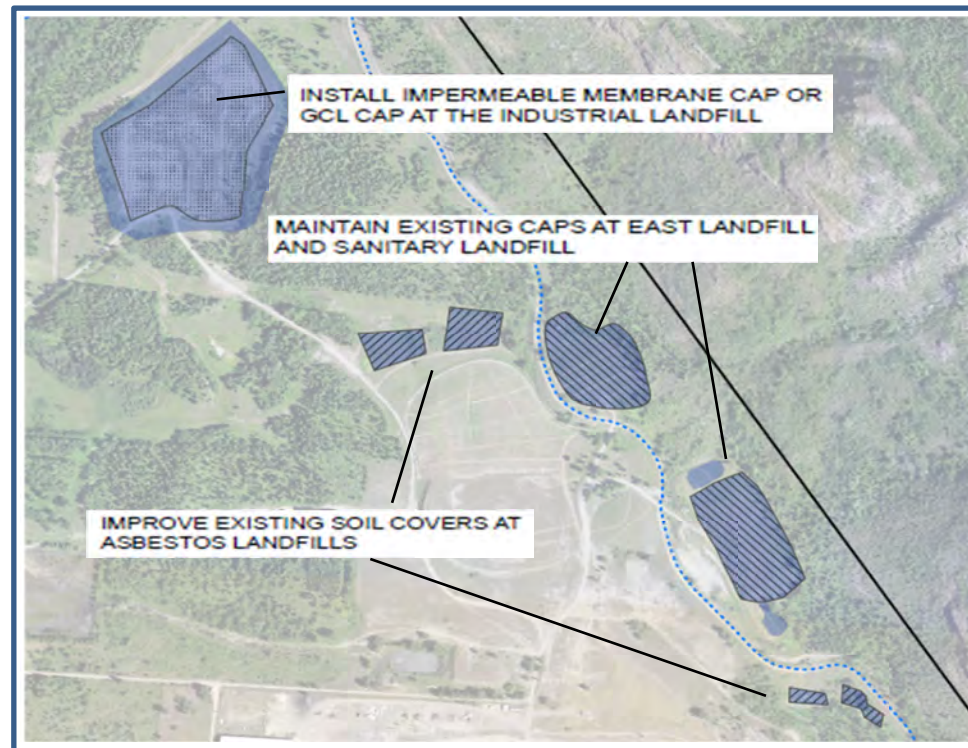 INSTALL IMPERMEABLE MEMBRANE CAP OR
GCL CAP AT THE INDUSTRIAL LANDFILL
MAINTAIN EXISTING CAPS AT EAST LANDFILL
AND SANITARY LANDFILL
IMPROVE EXISTING SOIL COVERS AT
ASBESTOS LANDFILLS